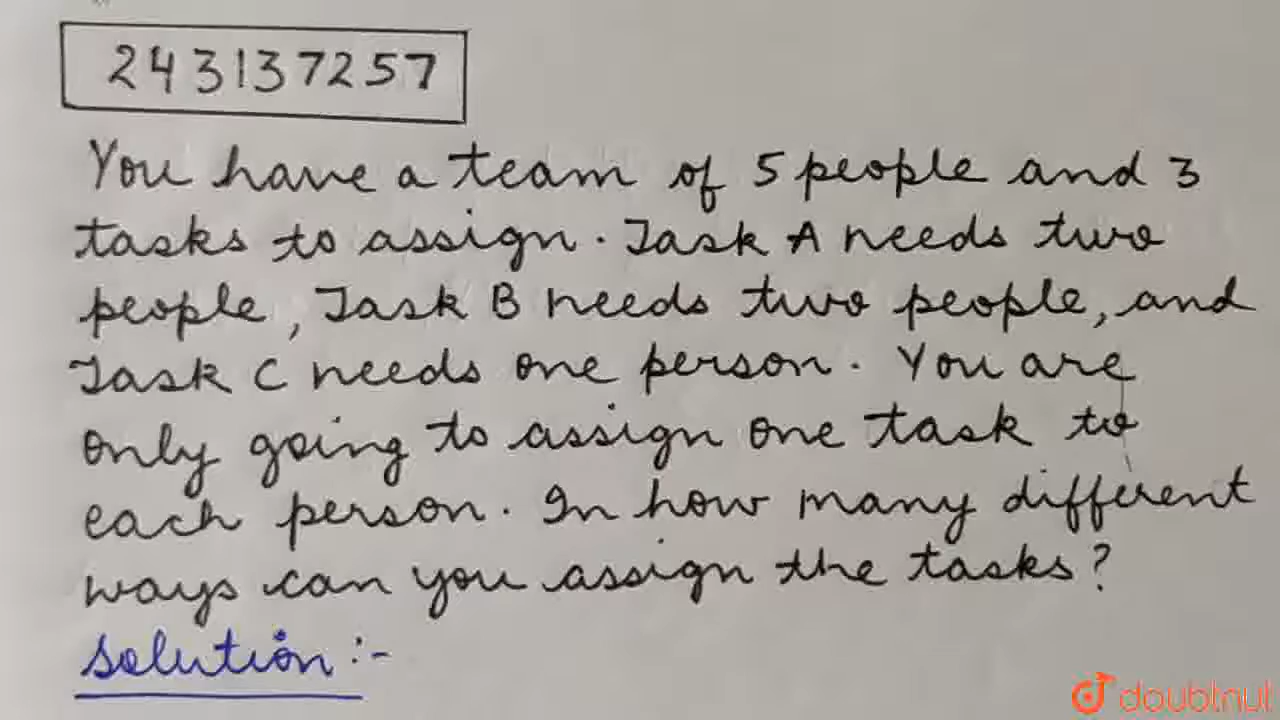 243137257
You have a team of 5 people and 3
tasks to assign. Task A needs two
people, Task B needs two people, and
Task C needs one person. You are
only going to assign one task to
each person. In how many different
ways can you assign the tasks?
Solution:-
doubtnut